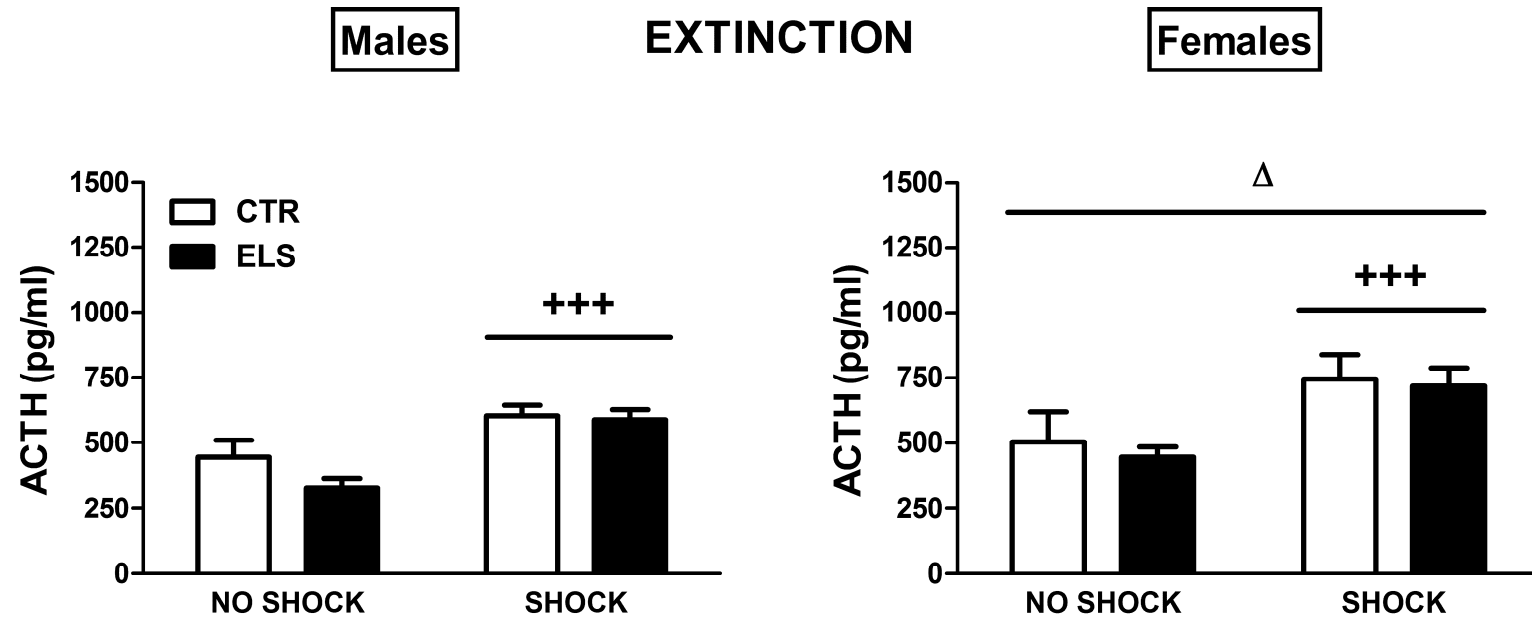 Males
EXTINCTION
Females
1500
1250
1000
750
500
250
0
ACTH (pg/ml)
CTR
ELS
+++
NO SHOCK
SHOCK
1500
1250
1000
750
500
250
0
ACTH (pg/ml)
Δ
+++
NO SHOCK
SHOCK